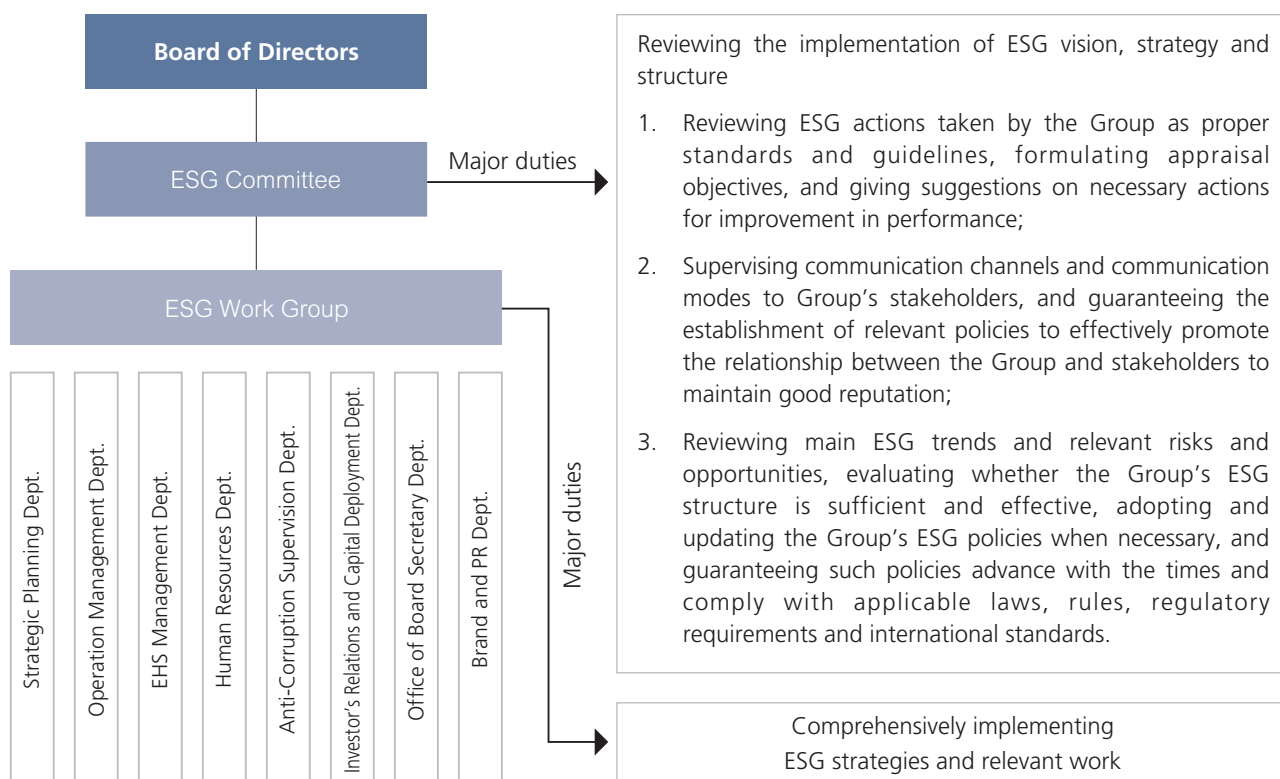 Board of Directors
ESG Committee
Major duties
ESG Work Group
Strategic Planning Dept.
Operation Management Dept.
EHS Management Dept.
Human Resources Dept.
Anti-Corruption Supervision Dept.
Investor's Relations and Capital Deployment Dept.
Office of Board Secretary Dept.
Brand and PR Dept.
Major duties
Reviewing the implementation of ESG vision, strategy and
structure
1. Reviewing ESG actions taken by the Group as proper
standards and guidelines, formulating appraisal
objectives, and giving suggestions on necessary actions
for improvement in performance;
2. Supervising communication channels and communication
modes to Group's stakeholders, and guaranteeing the
establishment of relevant policies to effectively promote
the relationship between the Group and stakeholders to
maintain good reputation;
3. Reviewing main ESG trends and relevant risks and
opportunities, evaluating whether the Group's ESG
structure is sufficient and effective, adopting and
updating the Group's ESG policies when necessary, and
guaranteeing such policies advance with the times and
comply with applicable laws, rules, regulatory
requirements and international standards.
Comprehensively implementing
ESG strategies and relevant work